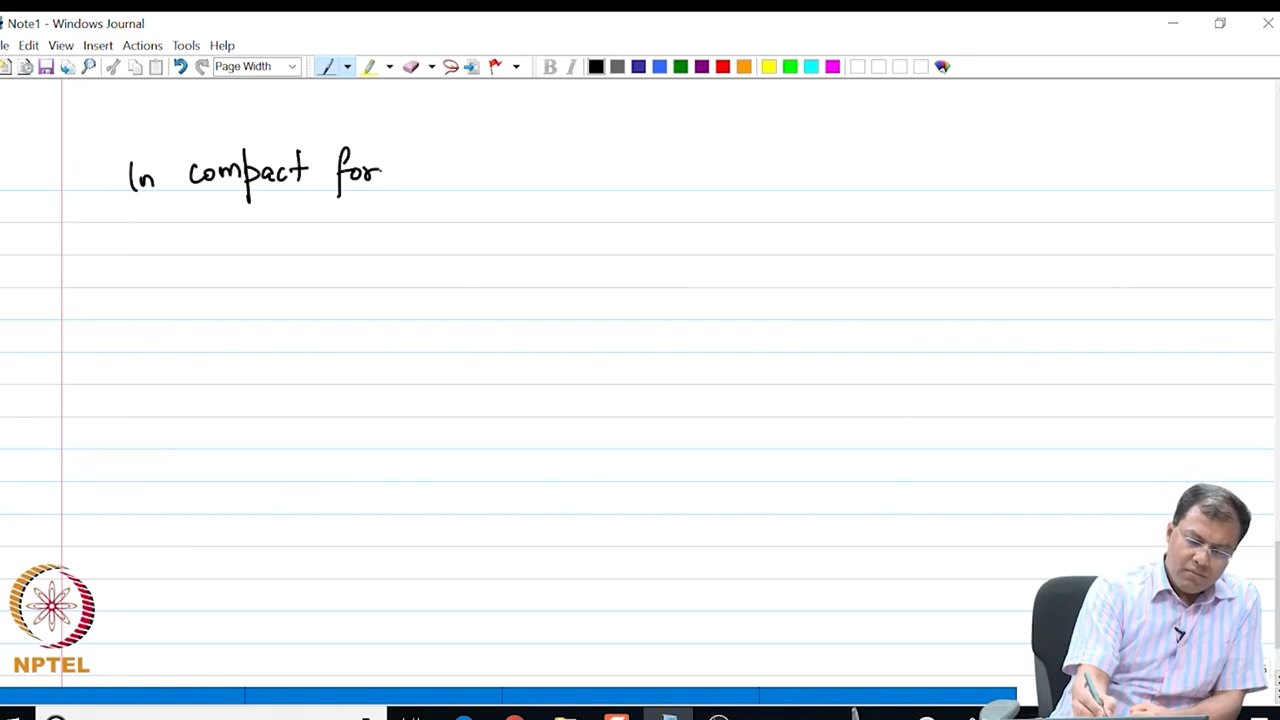 Note1 - Windows Journal
le Edit View Insert Actions Tools Help
Page Width
B I
In compact for
NPTEL